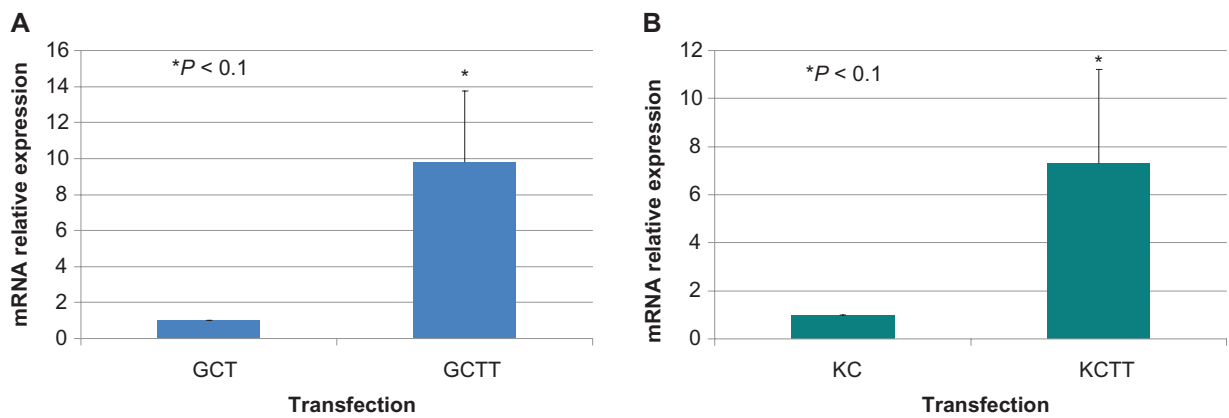 A
mRNA relative expression
16
14
12
10
8
6
4
2
0
*P < 0.1
*
GCT
GCTT
Transfection
B
mRNA relative expression
12
10
8
6
4
2
0
*P < 0.1
*
KC
KCTT
Transfection